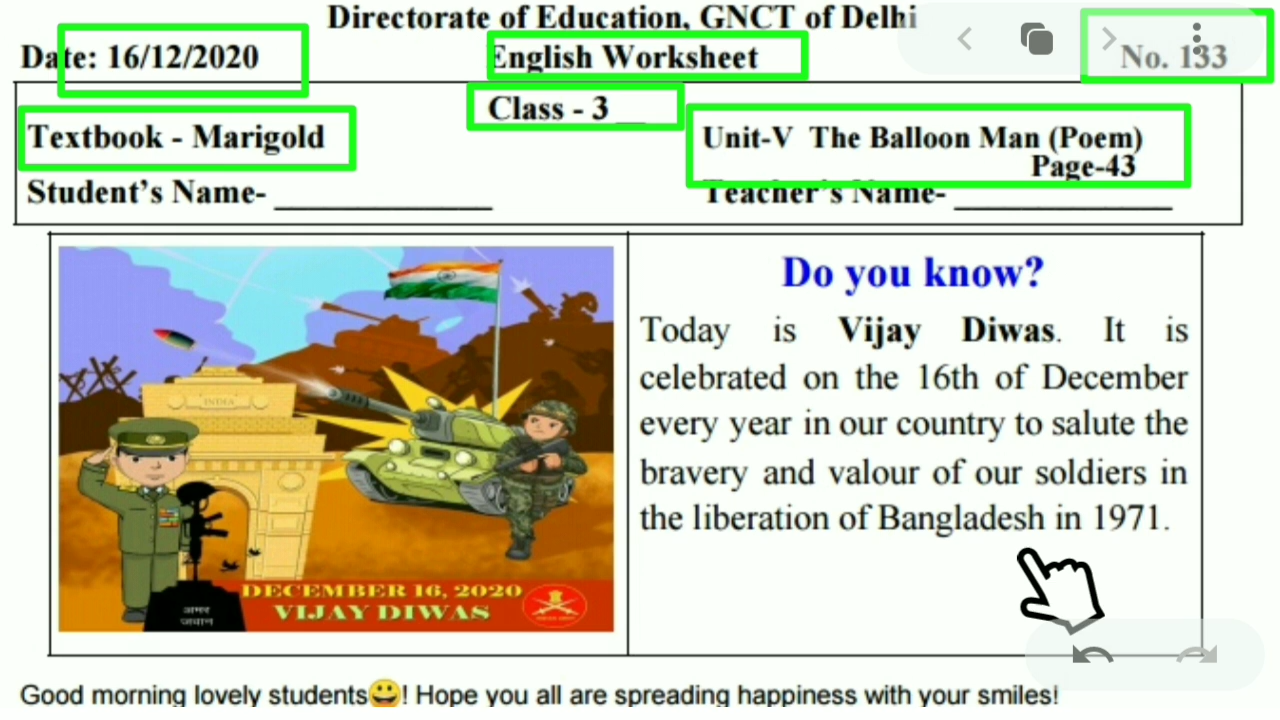 Directorate of Education, GNCT of Delhi
Date: 16/12/2020 English Worksheet No. 133
Class - 3 __
Textbook - Marigold Unit-V The Balloon Man (Poem)
Page-43
Student’s Name- ______________ Teacher’s Name- ______________
Do you know?
Today is Vijay Diwas. It is
celebrated on the 16th of December
every year in our country to salute the
bravery and valour of our soldiers in
the liberation of Bangladesh in 1971.
INDIA
अमर
जवान
DECEMBER 16, 2020
VIJAY DIWAS
Good morning lovely students😀! Hope you all are spreading happiness with your smiles!